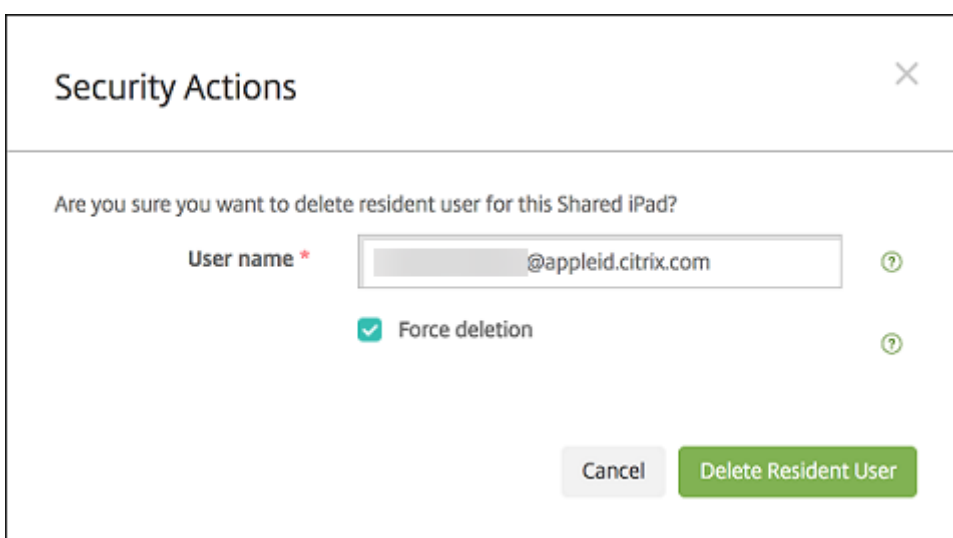 Security Actions
Are you sure you want to delete resident user for this Shared iPad?
User name *
@appleid.citrix.com
Force deletion
Cancel
Delete Resident User